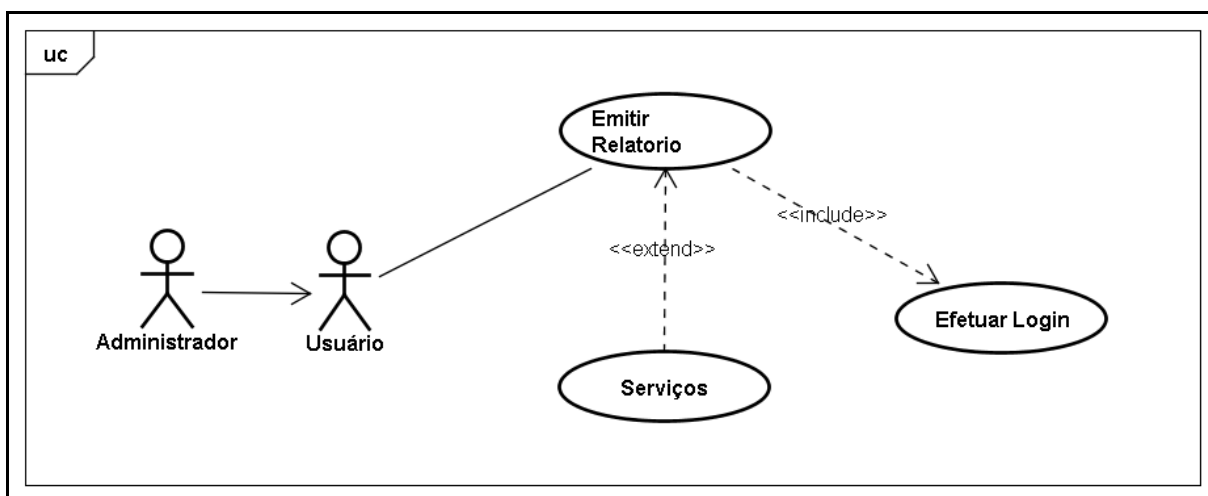 uc
Emitir
Relatorio
<<include>>
<<extend>>
Administrador
Usuário
Efetuar Login
Serviços